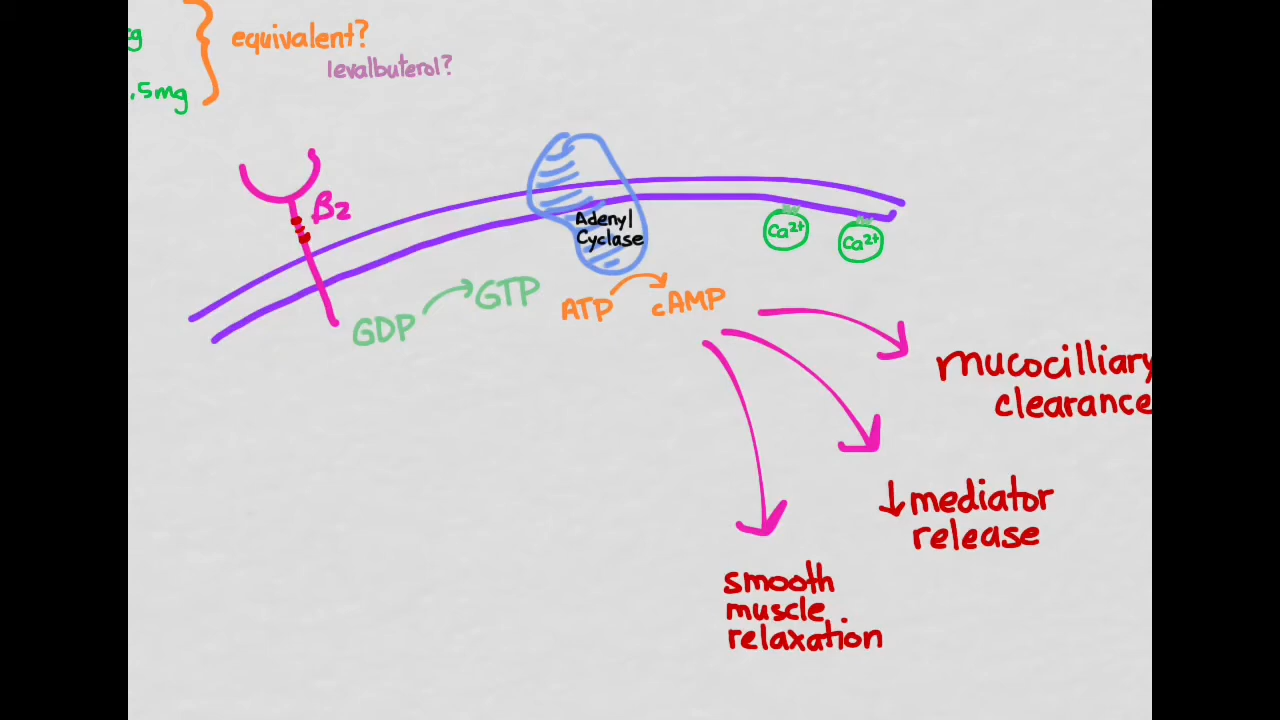 g
equivalent?
levalbuterol?
.5mg
β2
Adenyl
Cyclase
Ca²⁺
Ca²⁺
GDP
GTP
ATP
cAMP
mucocilliary
clearance
↓mediator
release
smooth
muscle
relaxation